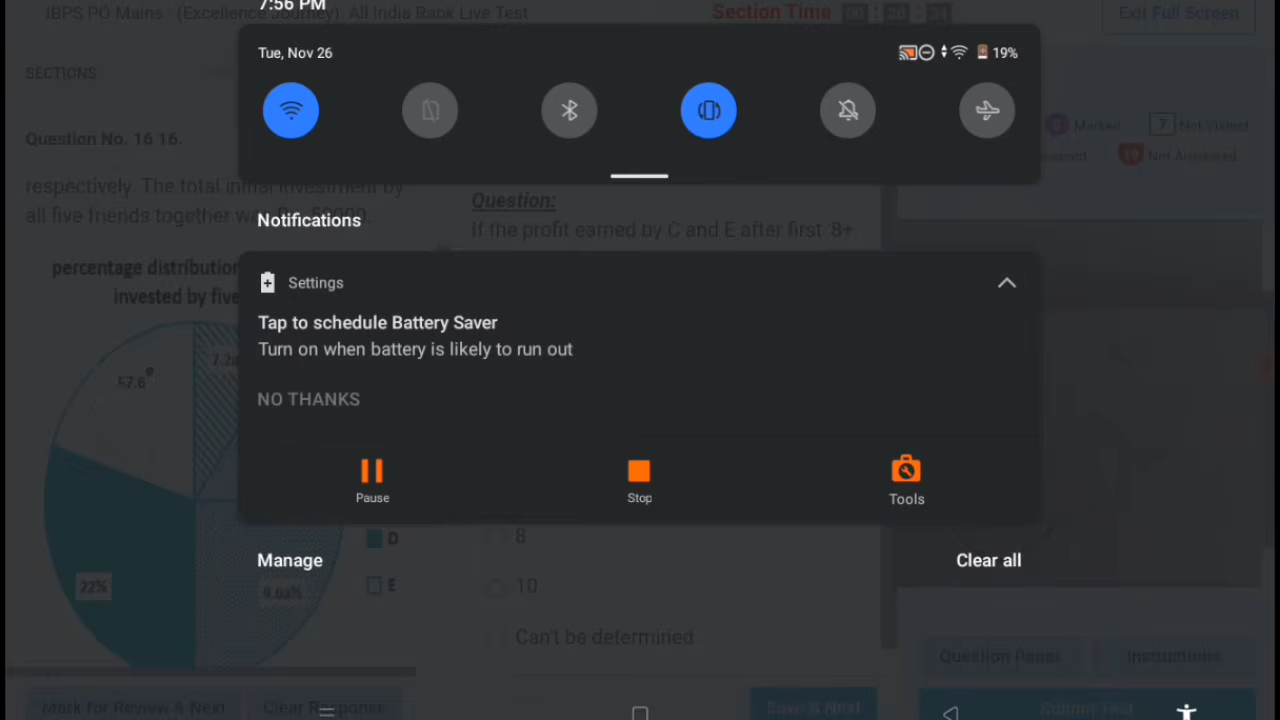 7:56 PM
IBPS PO Mains - (Excellence Journey) All India Rank Live Test
Section Time
Exit Full Screen
Tue, Nov 26
19%
SECTIONS
Question No. 16 16.
Marked
7 Not Visited
Not Answered
respectively. The total initial investment by
all five friends together was
Question:
If the profit earned by C and E after first '8+
Notifications
percentage distribution
invested by five
Settings
Tap to schedule Battery Saver
Turn on when battery is likely to run out
NO THANKS
57.6°
Pause
Stop
Tools
D
8
Manage
Clear all
22%
E
10
Can't be determined
Question Paper
Instructions
Mark for Review & Next
Clear Response
Save & Next
Submit Test